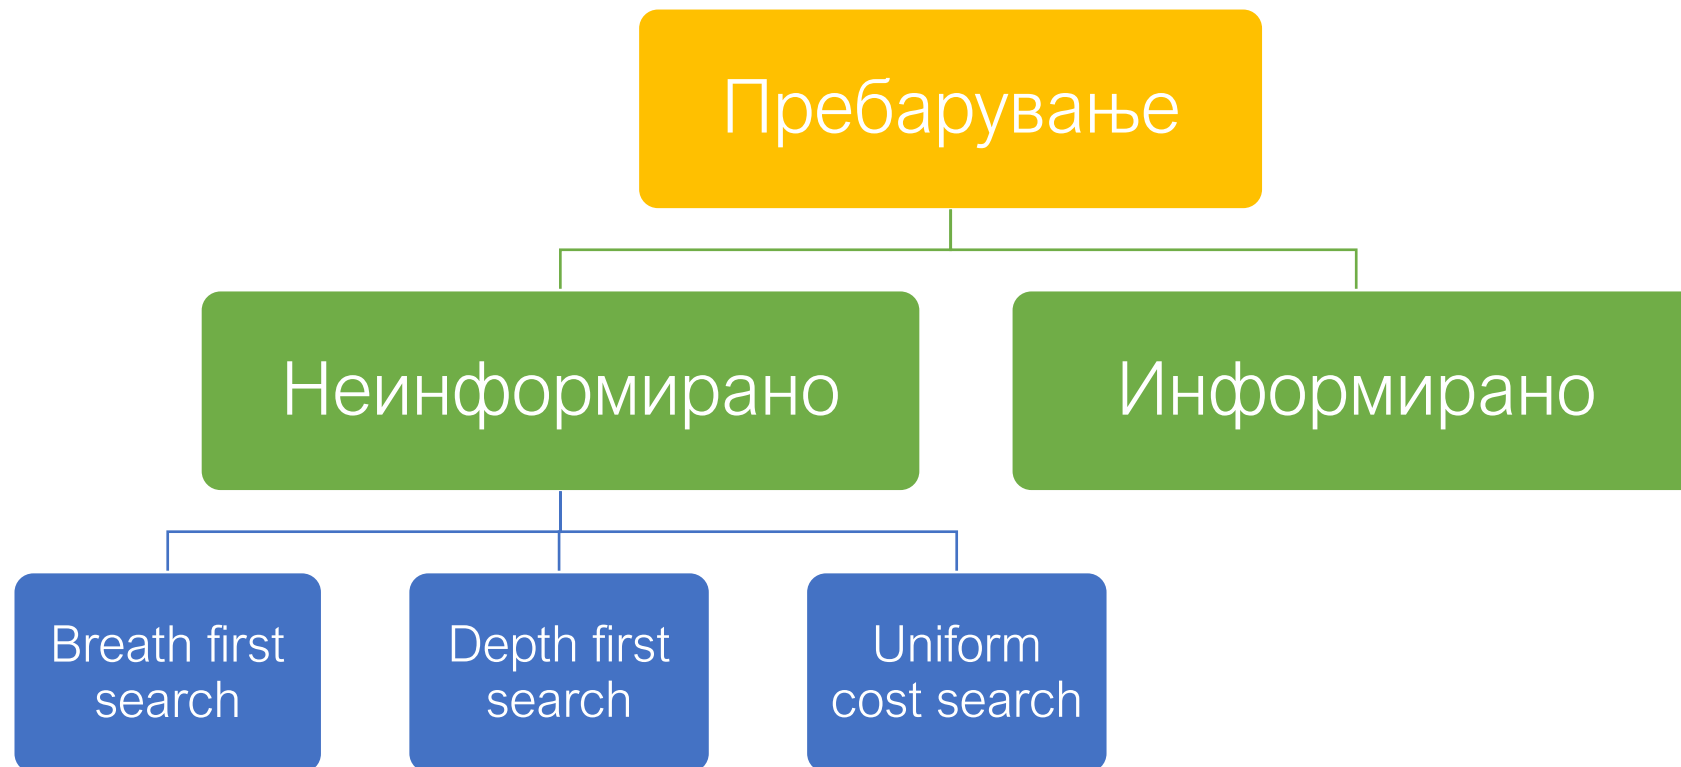 Пребарување
Неинформирано
Информирано
Breath first
search
Depth first
search
Uniform
cost search